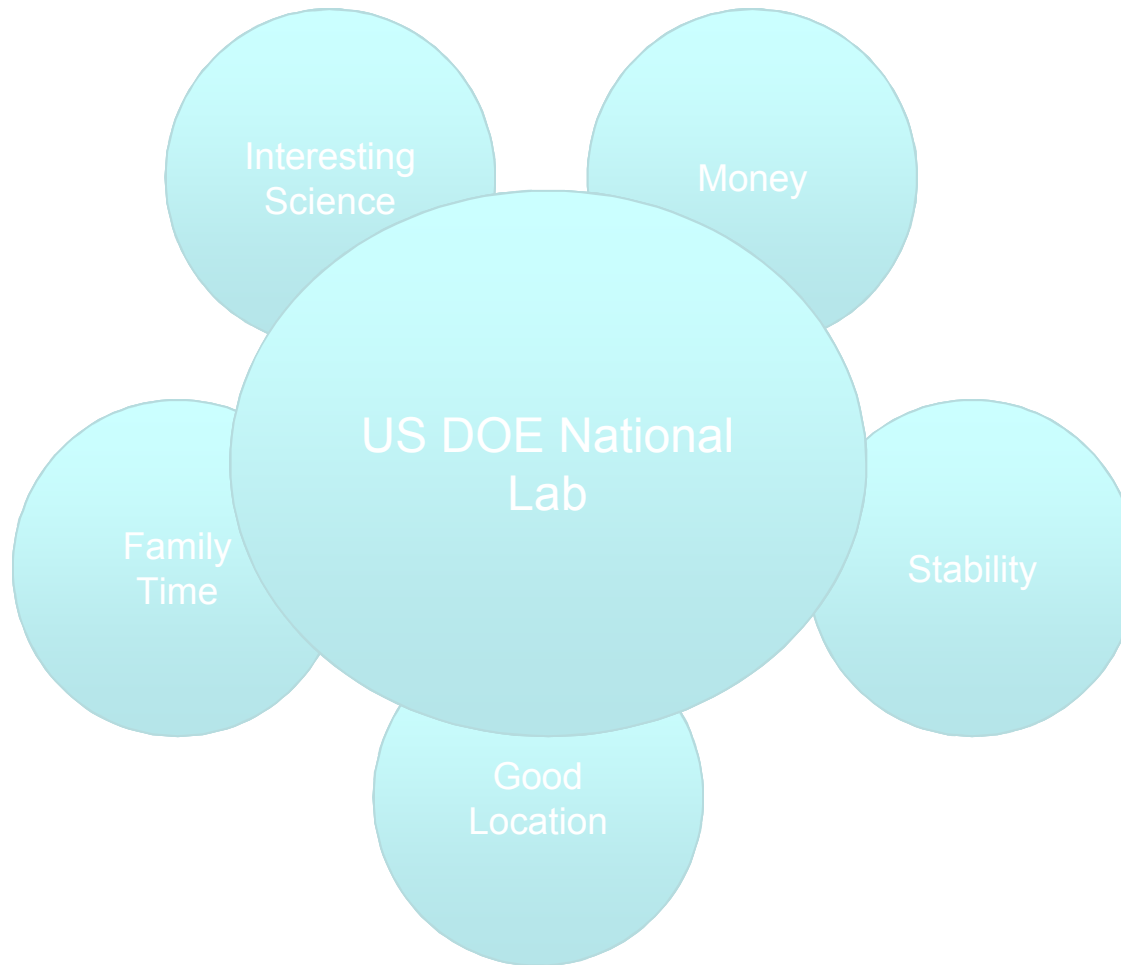 Interesting
Science
Money
US DOE National
Lab
Family
Time
Stability
Good
Location